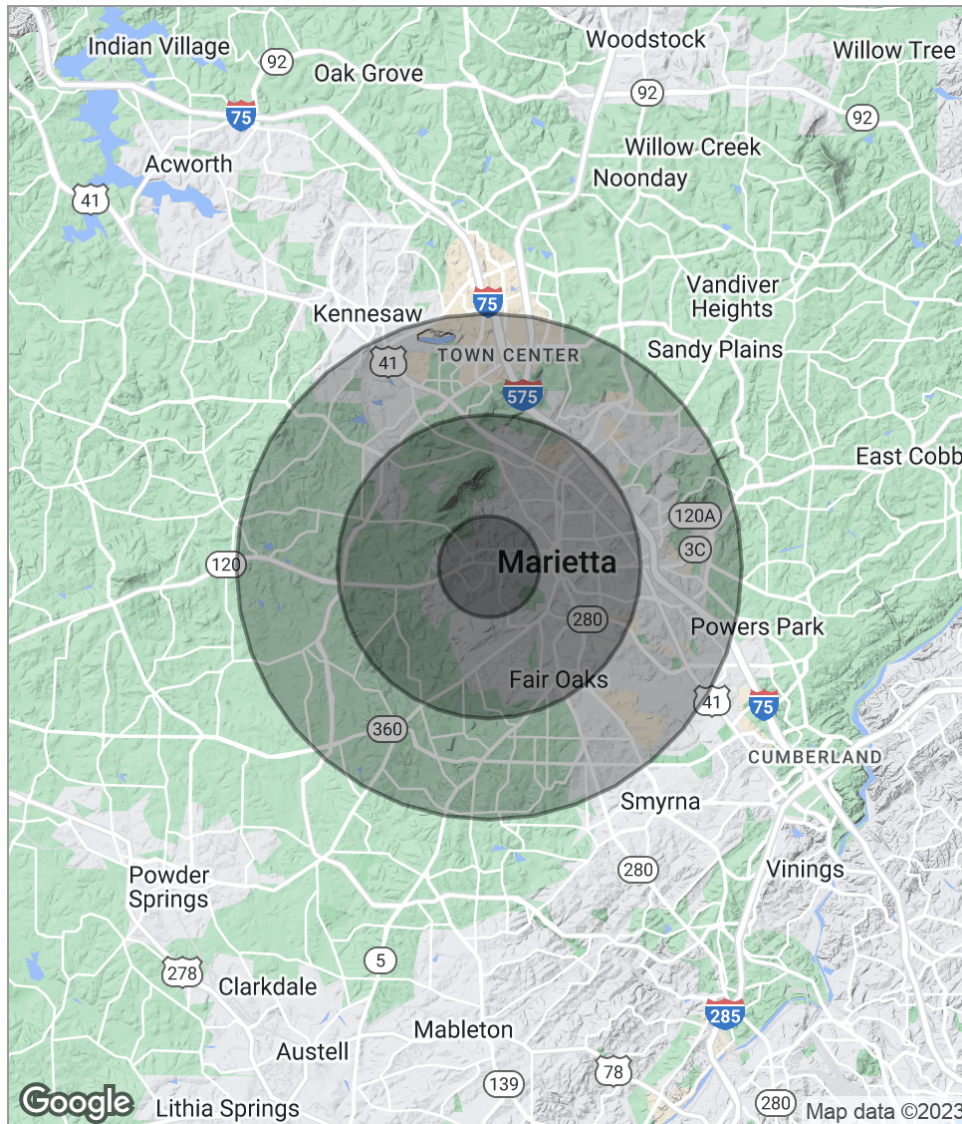 Woodstock
Indian Village
Willow Tree
92
Oak Grove
92
75
92
Willow Creek
Acworth
Noonday
41
Vandiver
Heights
75
Kennesaw
Sandy Plains
TOWN CENTER
41
575
East Cobb
120A
3C
120
Marietta
280
Powers Park
Fair Oaks
41
75
360
CUMBERLAND
Smyrna
280
Vinings
Powder
Springs
5
278
Clarkdale
285
Mableton
Austell
78
139
Google
Lithia Springs
280
Map data ©2023